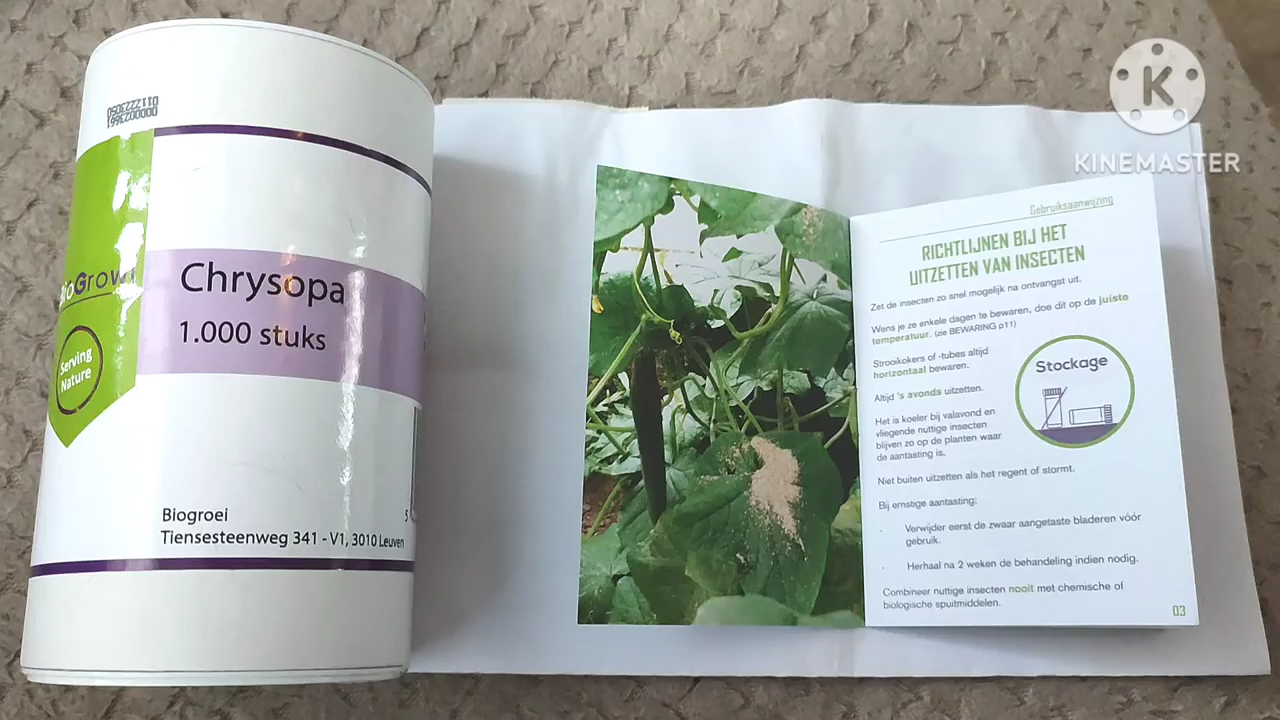 0112223050
0000023661
BioGrowi
Serving
Nature
Chrysopa
1.000 stuks
Biogroei
Tiensesteenweg 341 - V1, 3010 Leuven
5
K
KINEMASTER
Gebruiksaanwijzing
RICHTLIJNEN BIJ HET
UITZETTEN VAN INSECTEN
Zet de insecten zo snel mogelijk na ontvangst uit.
Wens je ze enkele dagen te bewaren, doe dit op de juiste
temperatuur. (zie BEWARING p11)
Strooikokers of -tubes altijd
horizontaal bewaren.
Stockage
Altijd 's avonds uitzetten.
Het is koeler bij valavond en
vliegende nuttige insecten
blijven zo op de planten waar
de aantasting is.
Niet buiten uitzetten als het regent of stormt.
Bij ernstige aantasting:
· Verwijder eerst de zwaar aangetaste bladeren vóór
gebruik.
· Herhaal na 2 weken de behandeling indien nodig.
Combineer nuttige insecten nooit met chemische of
biologische spuitmiddelen.
03